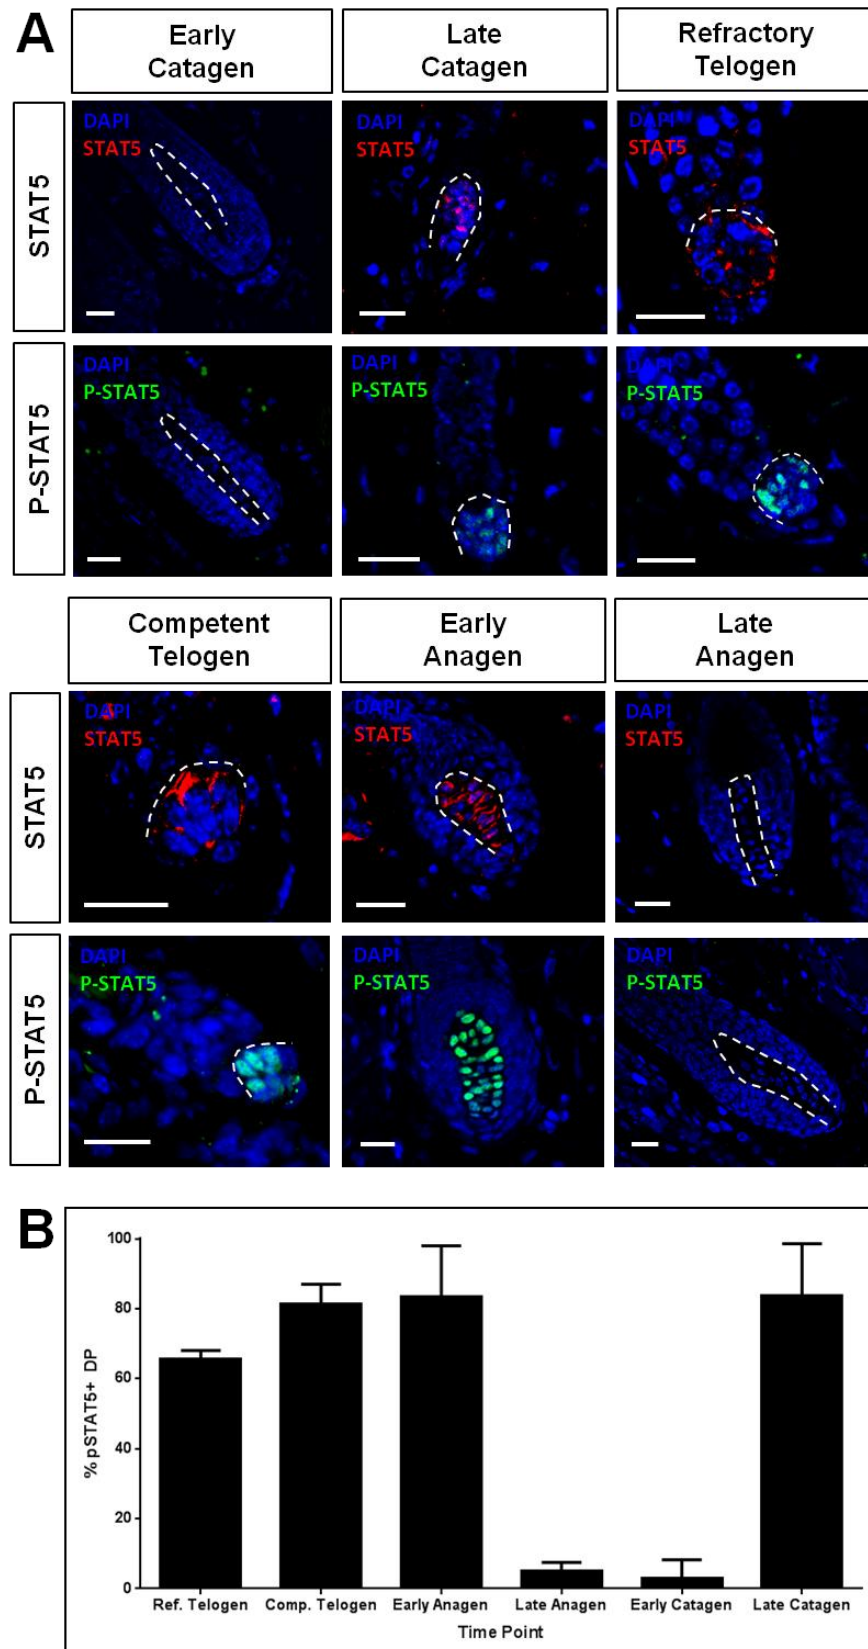 A
Early
Catagen
Late
Catagen
Refractory
Telogen
STAT5
DAPI
STAT5
DAPI
STAT5
DAPI
STAT5
P-STAT5
DAPI
P-STAT5
DAPI
P-STAT5
DAPI
P-STAT5
Competent
Telogen
Early
Anagen
Late
Anagen
STAT5
DAPI
STAT5
DAPI
STAT5
DAPI
STAT5
P-STAT5
DAPI
P-STAT5
DAPI
P-STAT5
DAPI
P-STAT5
B
100
80
60
40
20
0
% pSTAT5+ DP
Ref. Telogen Comp. Telogen Early Anagen Late Anagen Early Catagen Late Catagen
Time Point